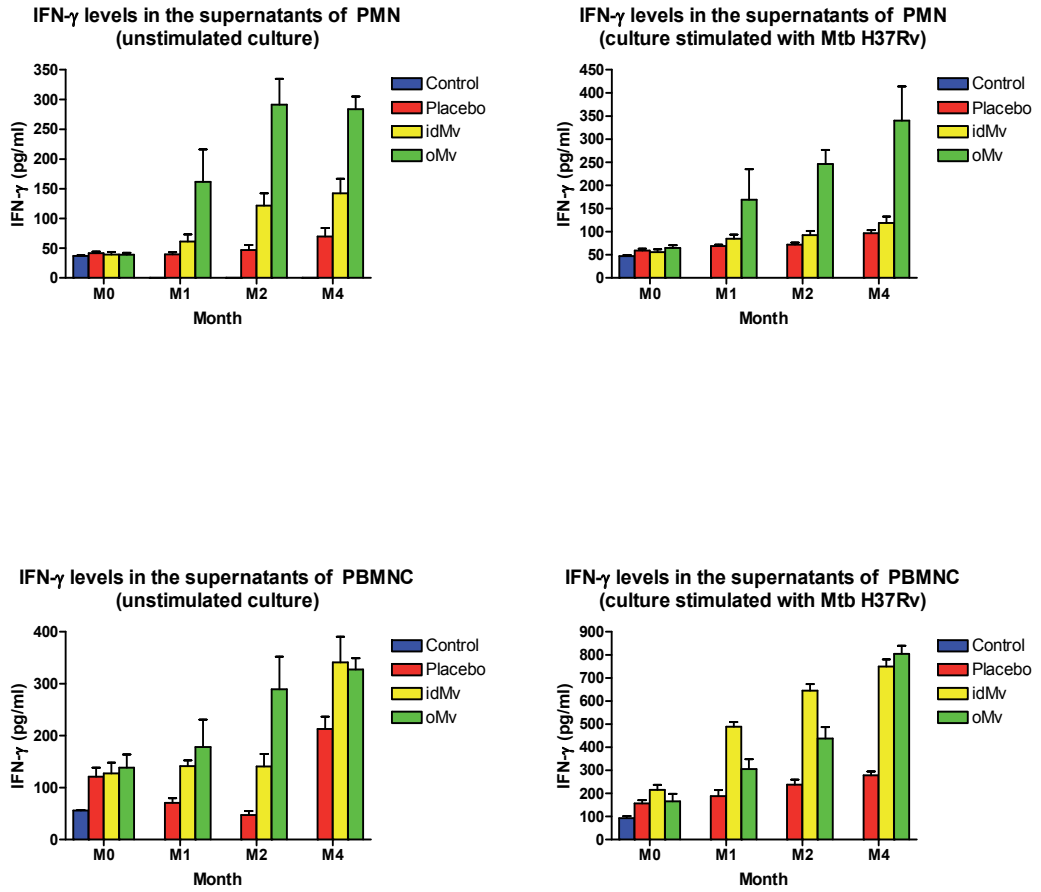 IFN-γ levels in the supernatants of PMN
(unstimulated culture)
350
300
250
200
150
100
50
0
IFN-γ (pg/ml)
M0 M1 M2 M4
Month
Control
Placebo
idMv
oMv
IFN-γ levels in the supernatants of PMN
(culture stimulated with Mtb H37Rv)
450
400
350
300
250
200
150
100
50
0
IFN-γ (pg/ml)
M0 M1 M2 M4
Month
Control
Placebo
idMv
oMv
IFN-γ levels in the supernatants of PBMNC
(unstimulated culture)
400
300
200
100
0
IFN-γ (pg/ml)
M0 M1 M2 M4
Month
Control
Placebo
idMv
oMv
IFN-γ levels in the supernatants of PBMNC
(culture stimulated with Mtb H37Rv)
900
800
700
600
500
400
300
200
100
0
IFN-γ (pg/ml)
M0 M1 M2 M4
Month
Control
Placebo
idMv
oMv